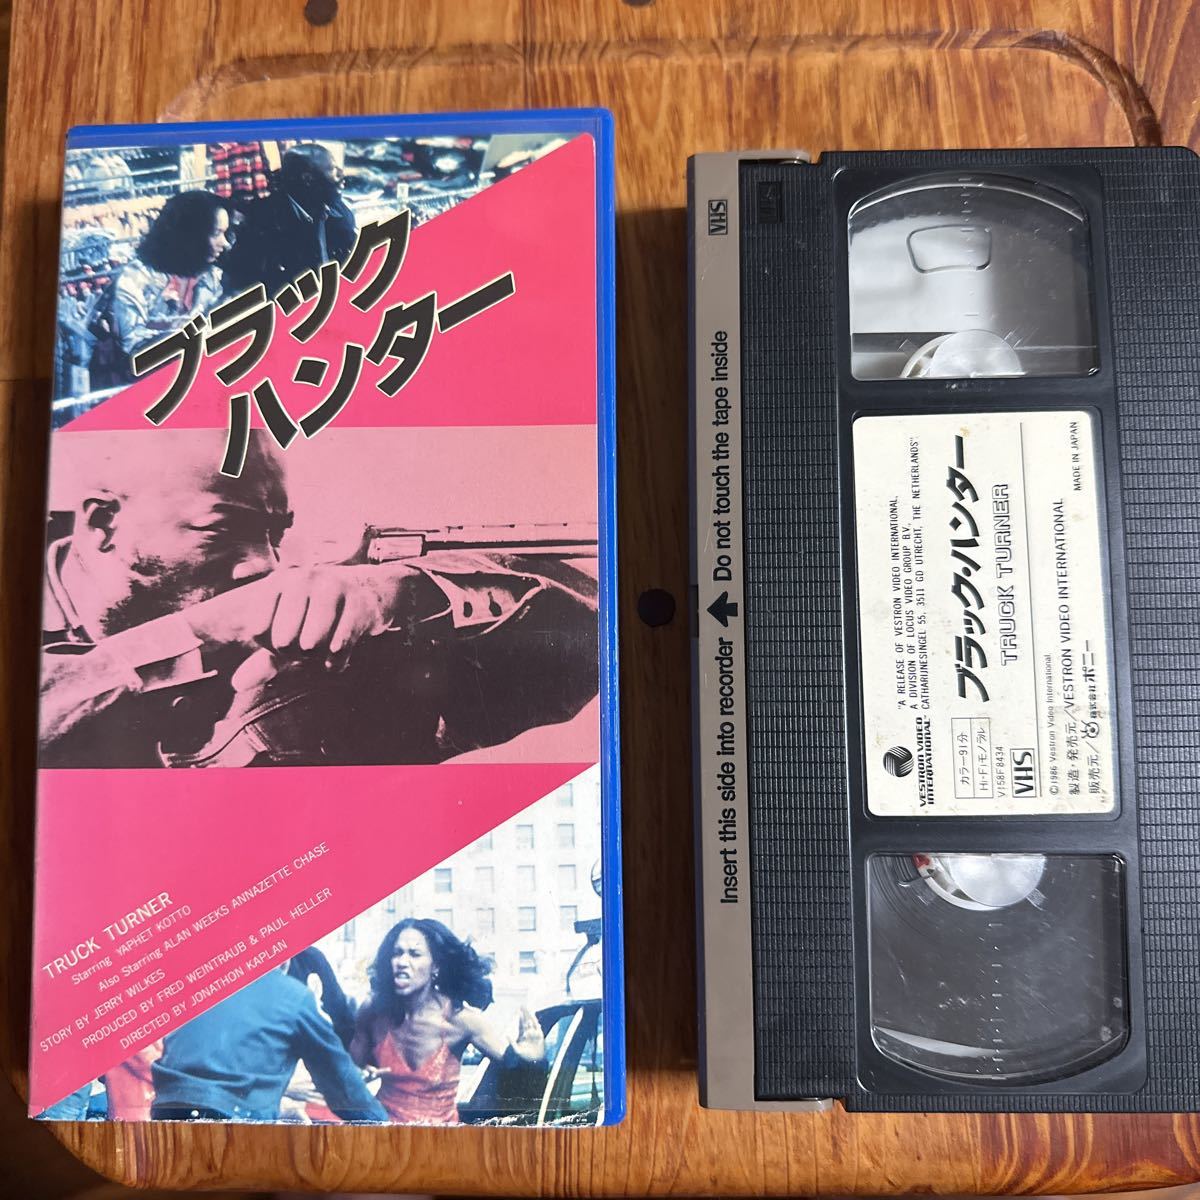 ブラック
ハンター
TRUCK TURNER
Starring YAPHET KOTTO
Also Starring ALAN WEEKS ANNAZETTE CHASE
STORY BY JERRY WILKES
PRODUCED BY FRED WEINTRAUB & PAUL HELLER
DIRECTED BY JONATHON KAPLAN
VHS
Insert this side into recorder Do not touch the tape inside
"A RELEASE OF VESTRON VIDEO INTERNATIONAL,
A DIVISION OF LOCUS VIDEO GROUP B.V.
CATHARIJNESINGEL 55, 3511 GD UTRECHT, THE NETHERLANDS".
VESTRON VIDEO
INTERNATIONAL
ブラック・ハンター
TRUCK TURNER
カラー91分
Hi-Fiモノラル
V158F8434
VHS
©1986 Vestron Video International.
製造・発売元/VESTRON VIDEO INTERNATIONAL
販売元/株式会社ポニー
MADE IN JAPAN